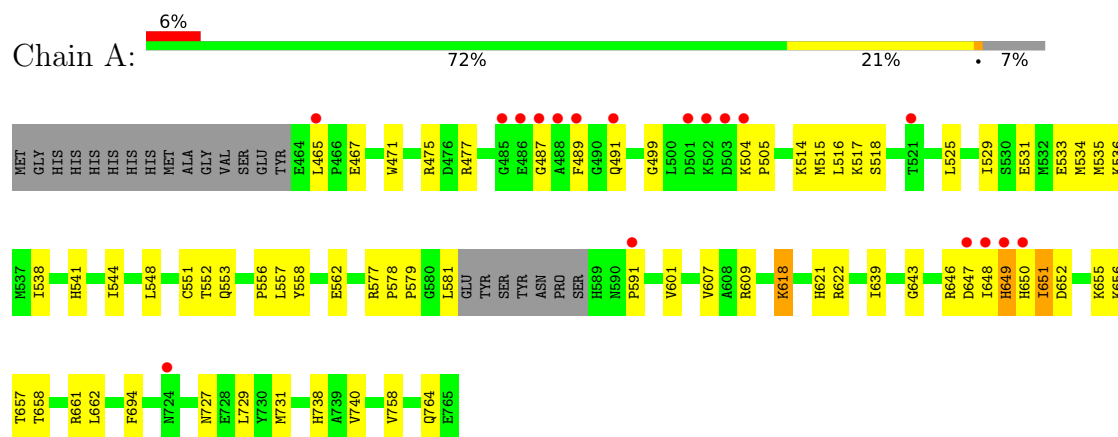 6%
Chain A:
72% 21% • 7%
MET GLY HIS HIS HIS HIS HIS HIS MET ALA GLY VAL SER GLU TYR E464 L465 P466 E467 W471 R475 D476 R477 G485 E486 G487 A488 F489 G490 Q491 G499 L500 D501 K502 D503 K504 P505 K514 M515 L516 K517 S518 T521 L525 I529 S530 E531 M532 E533 M534 M535 K536
M537 I538 H541 I544 L548 C551 T552 Q553 P556 L557 Y558 E562 R577 P578 P579 G580 L581 GLU TYR SER TYR ASN PRO SER H589 N590 P591 V601 V607 A608 R609 K618 H621 R622 I639 G643 R646 D647 I648 H649 H650 I651 D652 K655 K656
T657 T658 R661 L662 F694 N724 N727 E728 L729 Y730 M731 H738 A739 V740 V758 Q764 E765